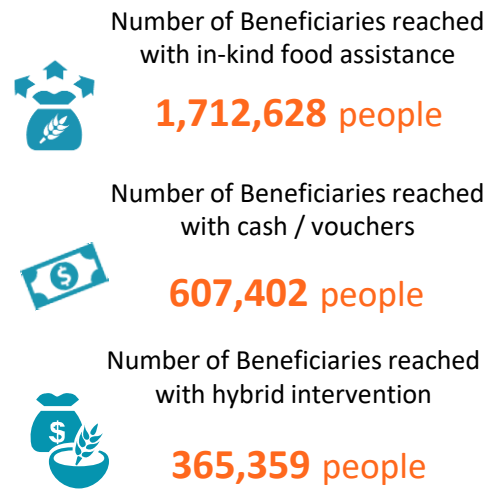 Number of Beneficiaries reached
with in-kind food assistance
1,712,628 people
Number of Beneficiaries reached
with cash / vouchers
$
607,402 people
Number of Beneficiaries reached
with hybrid intervention
$
365,359 people